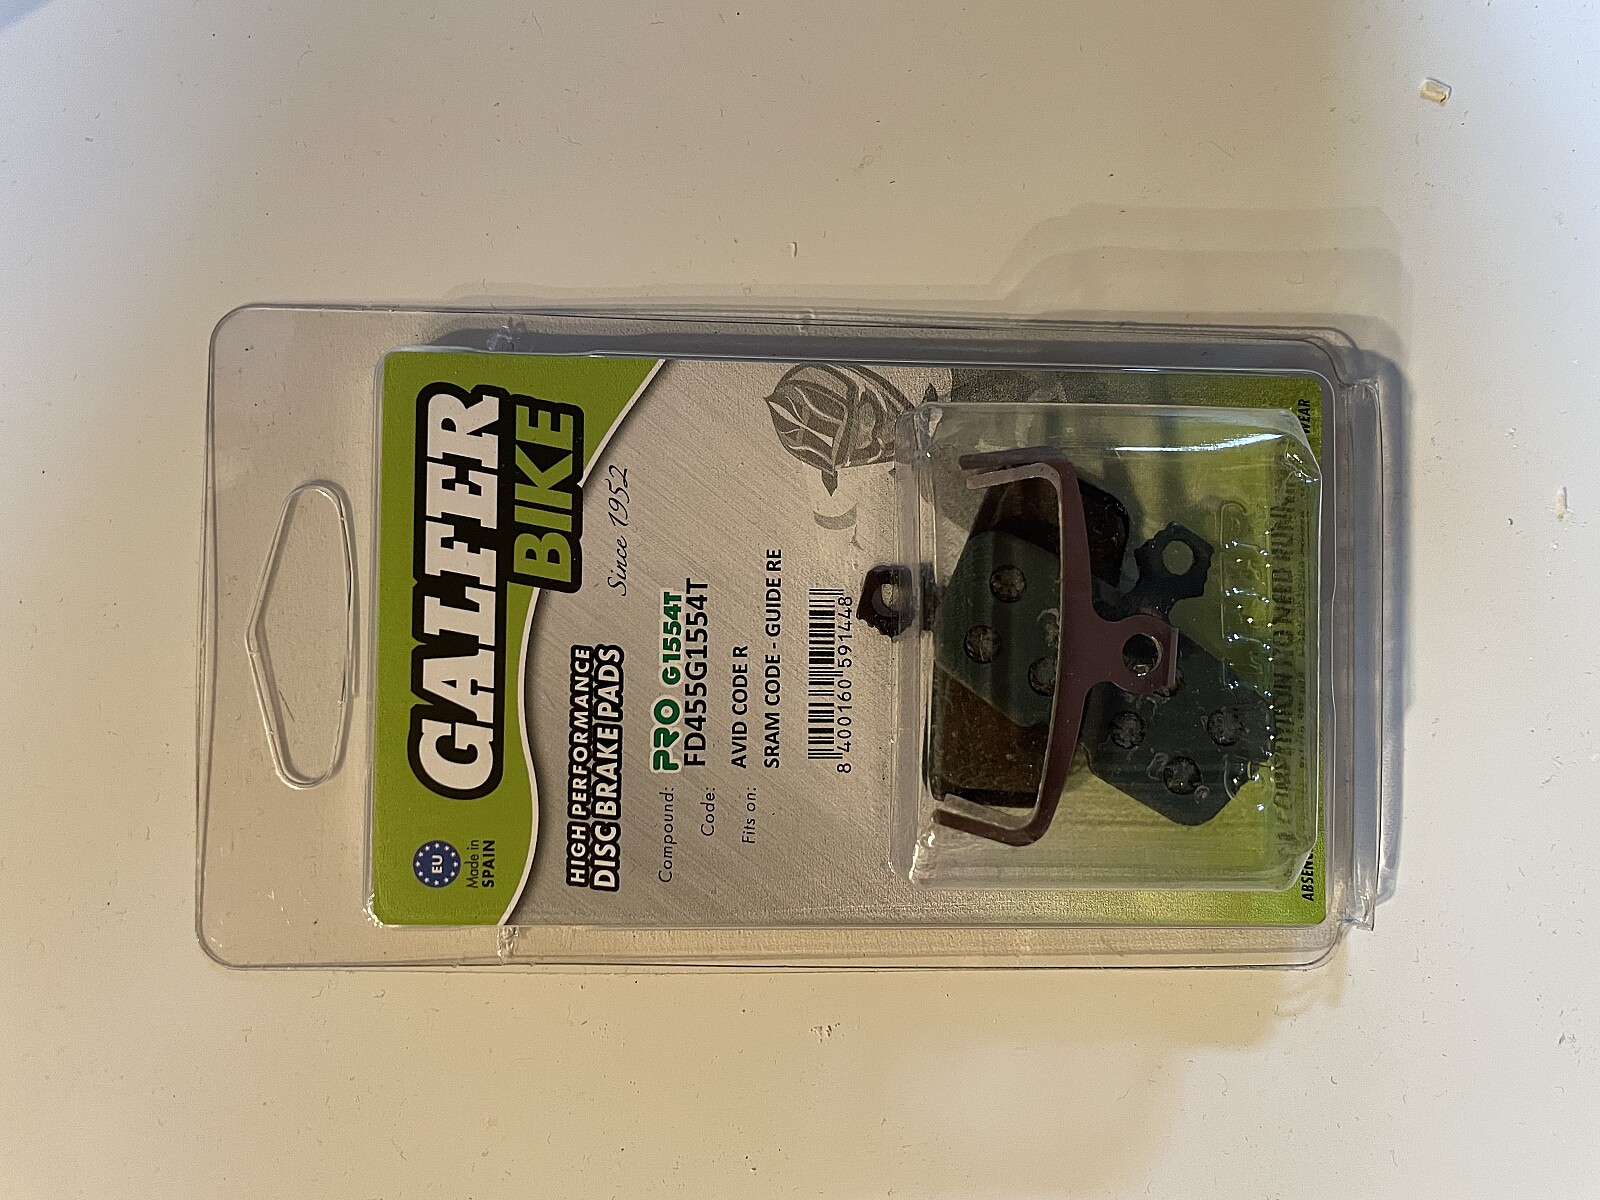 GALFER
BIKE
Since 1952
EU
Made in
SPAIN
HIGH PERFORMANCE
DISC BRAKE PADS
Compound: PRO G1554T
Code: FD455G1554T
Fits on: AVID CODE R
SRAM CODE - GUIDE RE
8 400160 591448
WEAR